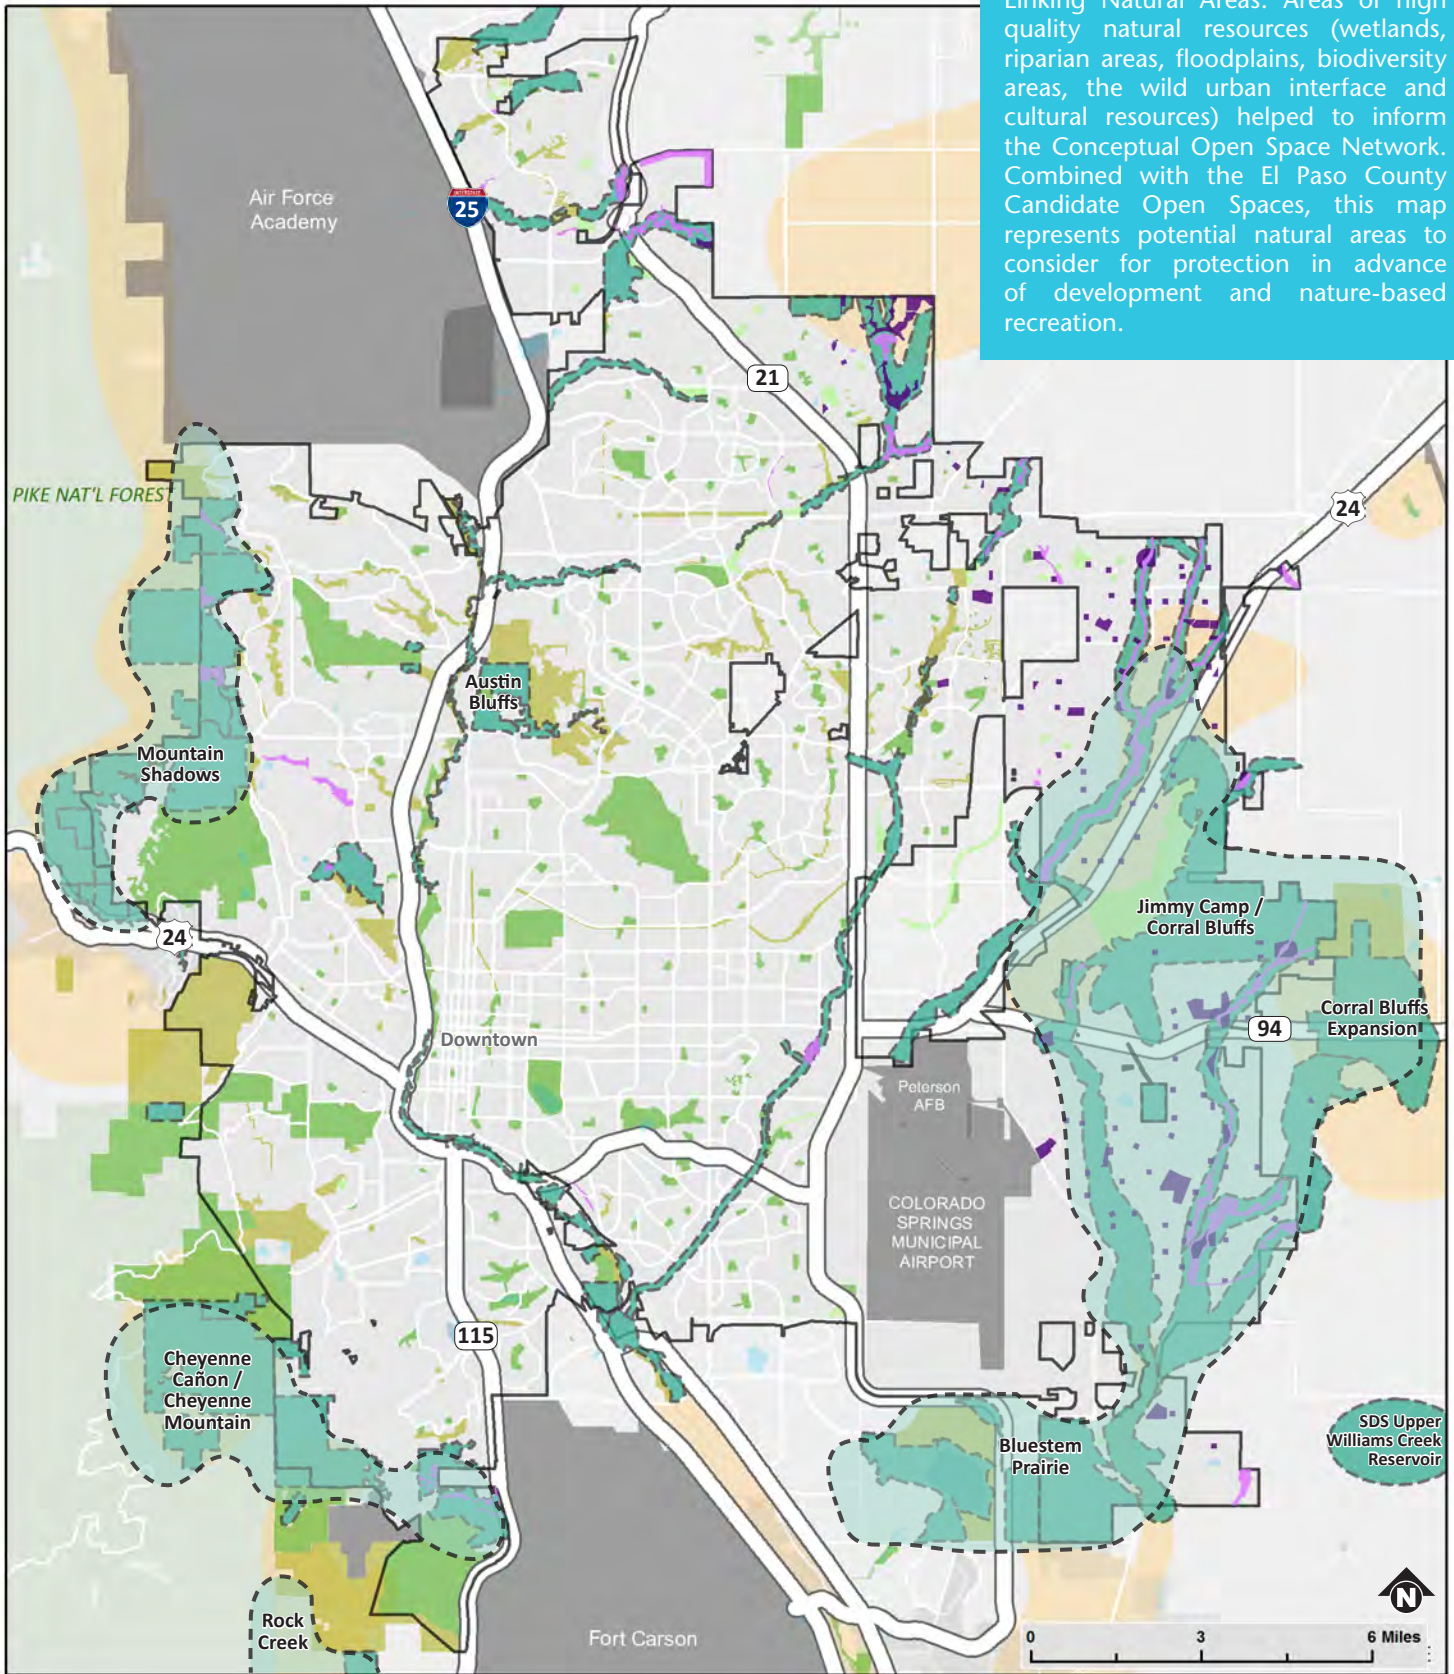 Linking Natural Areas: Areas of high
quality natural resources (wetlands,
riparian areas, floodplains, biodiversity
areas, the wild urban interface and
cultural resources) helped to inform
the Conceptual Open Space Network.
Combined with the El Paso County
Candidate Open Spaces, this map
represents potential natural areas to
consider for protection in advance
of development and nature-based
recreation.
Air Force
Academy
INTERSTATE
25
21
PIKE NAT'L FOREST
24
Austin
Bluffs
Mountain
Shadows
Jimmy Camp /
Corral Bluffs
24
Corral Bluffs
Expansion
94
Downtown
Peterson
AFB
COLORADO
SPRINGS
MUNICIPAL
AIRPORT
115
Cheyenne
Cañon /
Cheyenne
Mountain
Bluestem
Prairie
SDS Upper
Williams Creek
Reservoir
Rock
Creek
Fort Carson
N
0 3 6 Miles